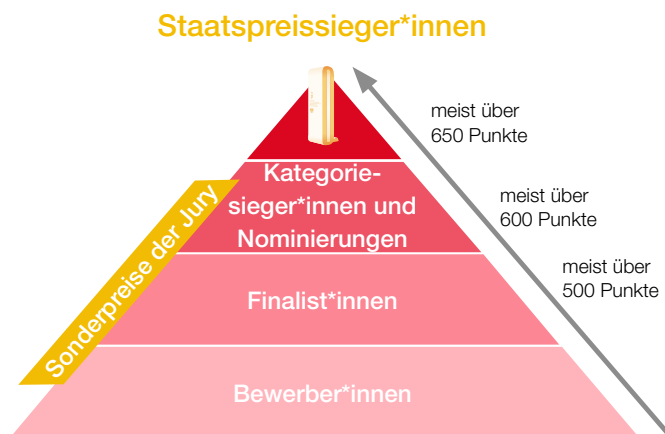 Staatspreissieger*innen
meist über
650 Punkte
Kategorie-
sieger*innen und
Nominierungen
meist über
600 Punkte
Sonderpreise der Jury
meist über
500 Punkte
Finalist*innen
Bewerber*innen